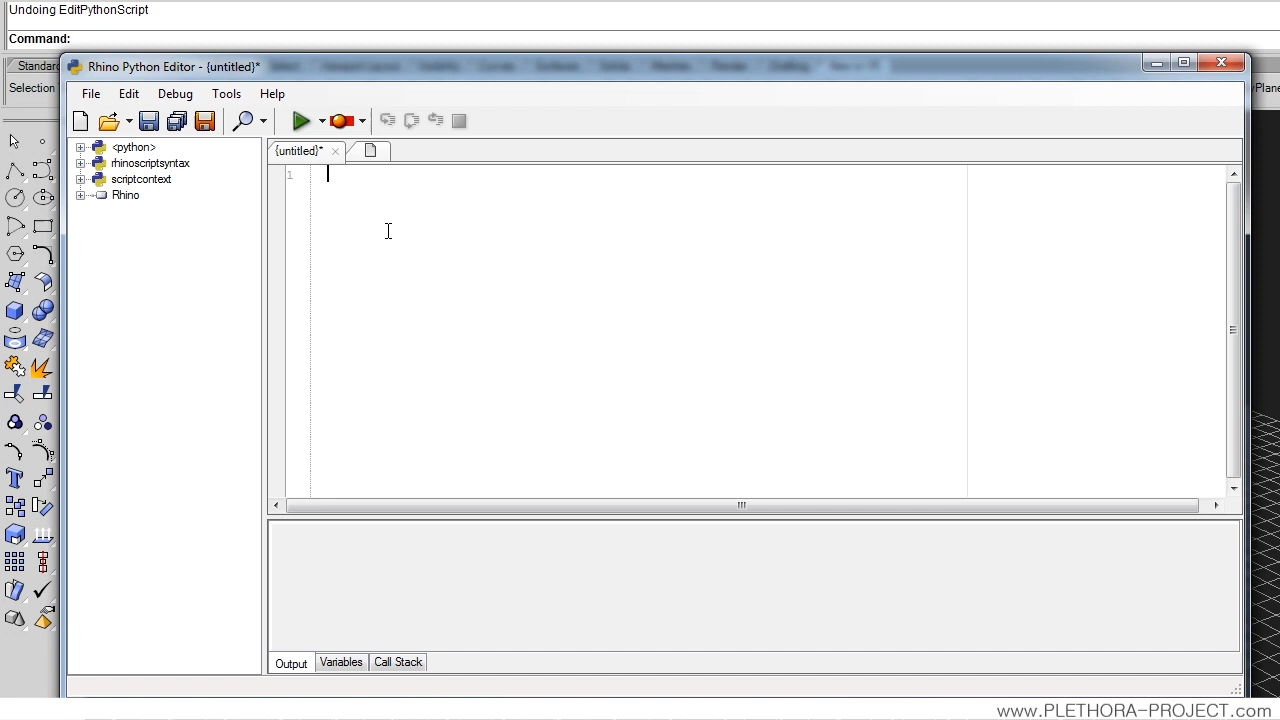 Undoing EditPythonScript
Command:
Standard
Selection
Rhino Python Editor - {untitled}*
File Edit Debug Tools Help
<python>
rhinoscriptsyntax
scriptcontext
Rhino
{untitled}*
1
Output Variables Call Stack
www.PLETHORA-PROJECT.com